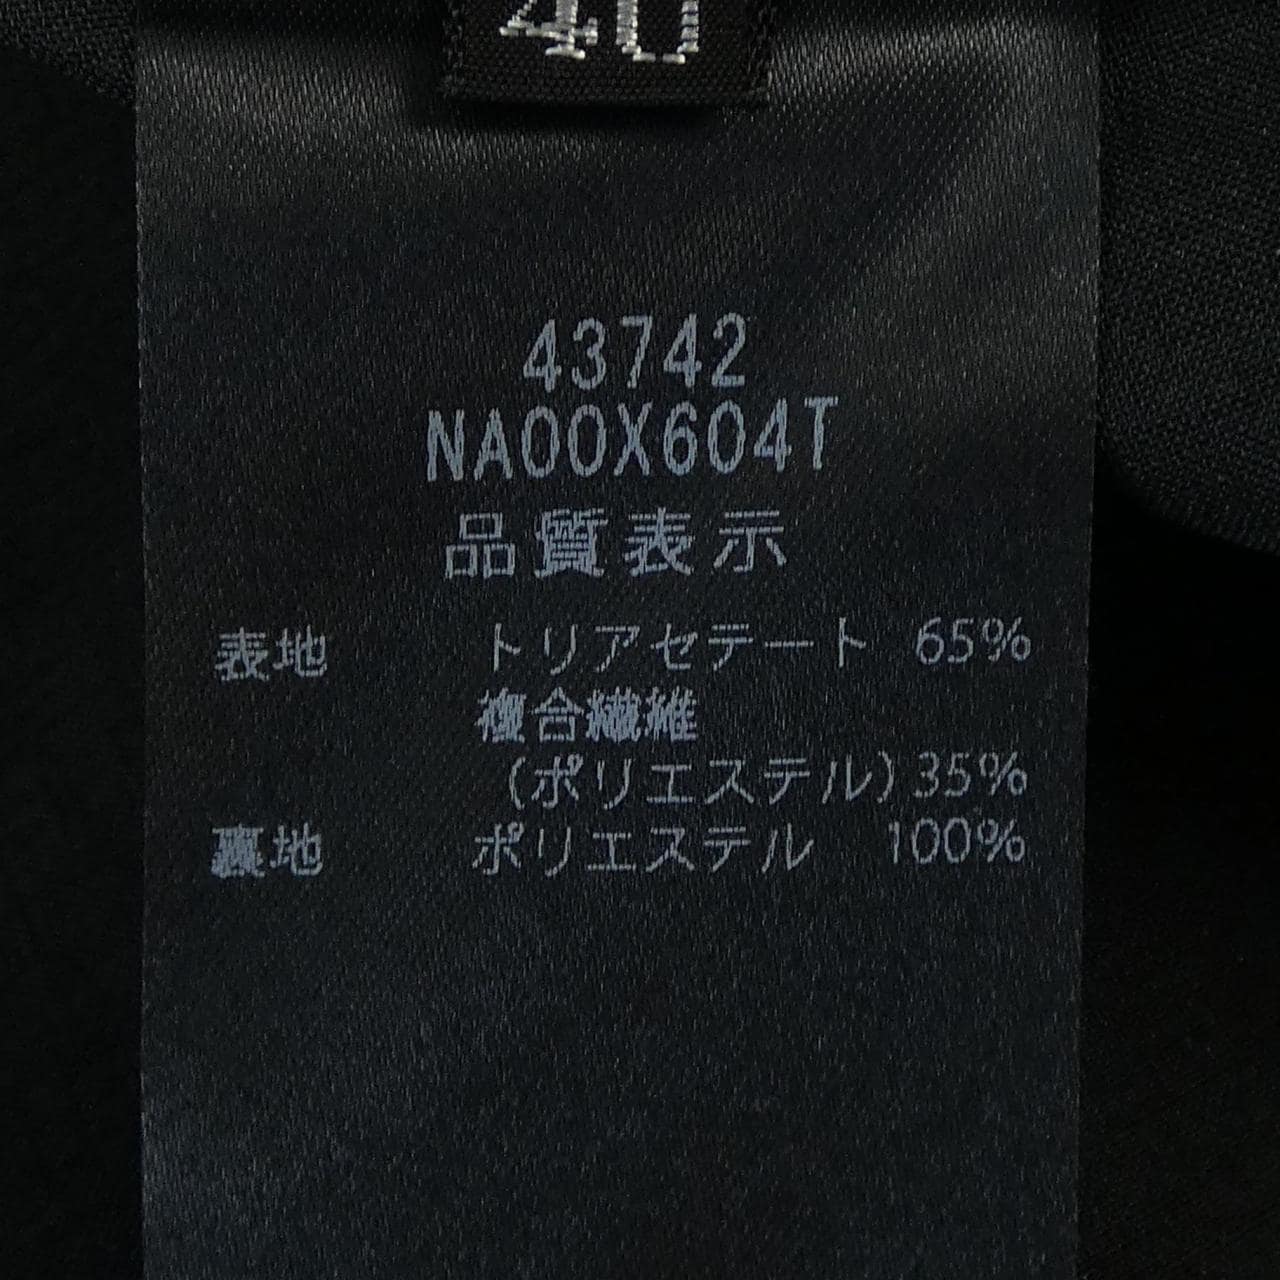 40
43742
NA00X604T
品質表示
表地 トリアセテート 65%
複合繊維
(ポリエステル) 35%
裏地 ポリエステル 100%